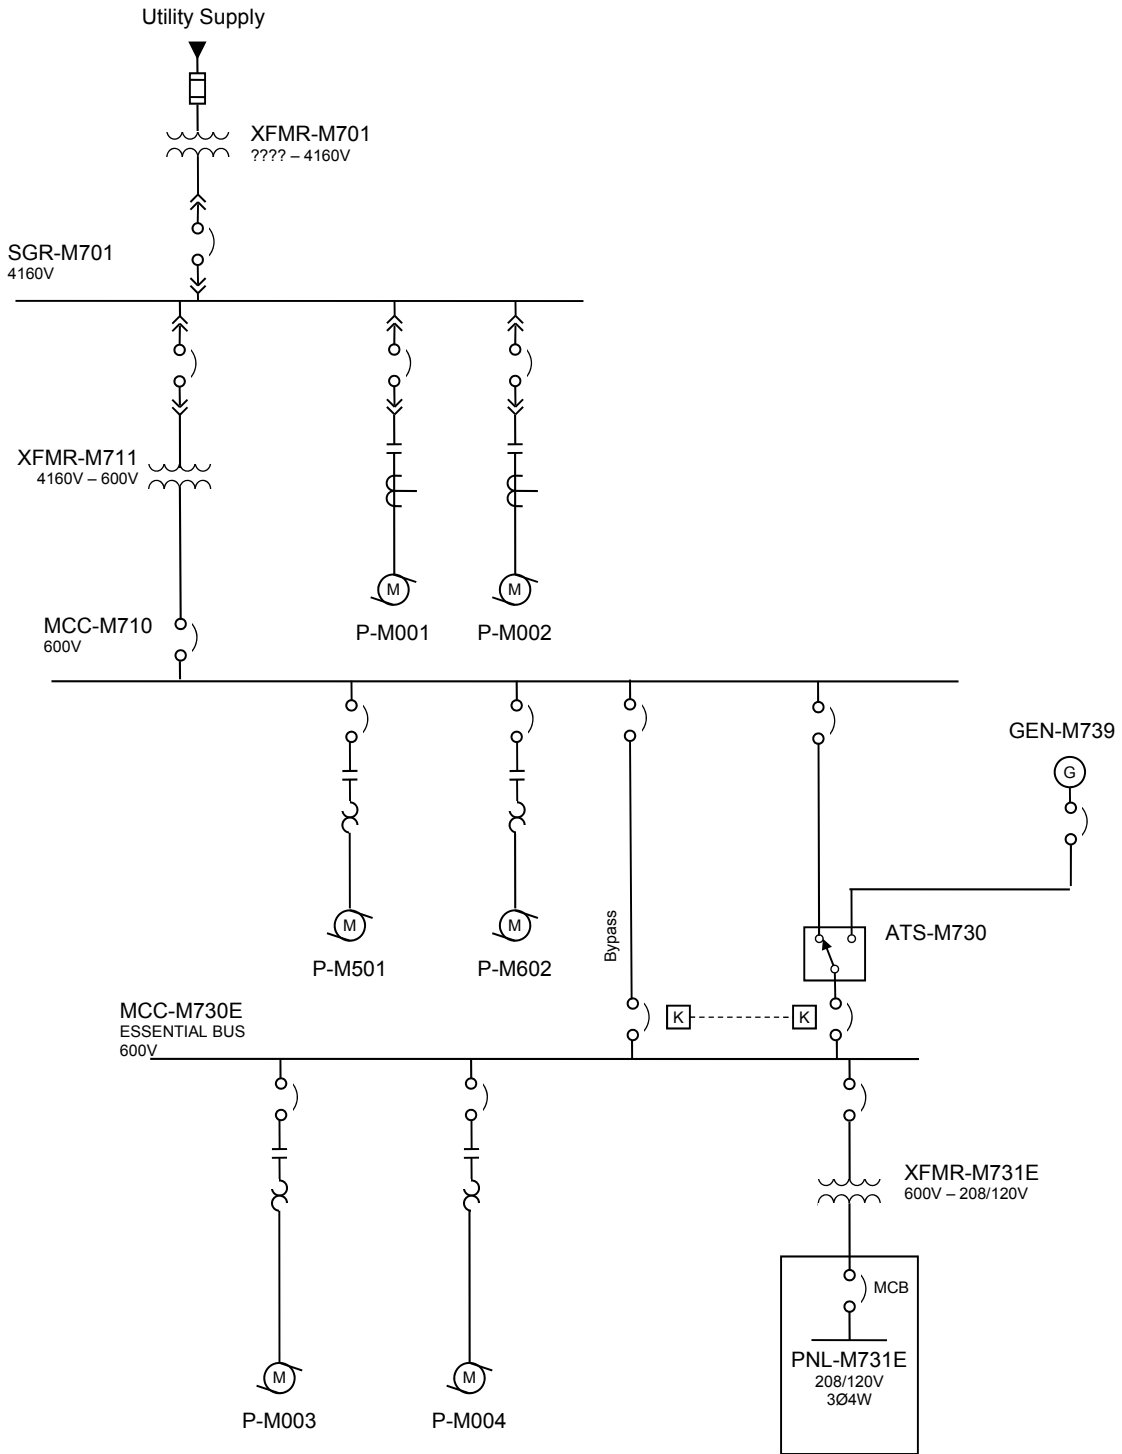 Utility Supply
XFMR-M701
???? – 4160V
SGR-M701
4160V
XFMR-M711
4160V – 600V
M
M
P-M001
P-M002
MCC-M710
600V
GEN-M739
G
Bypass
M
M
ATS-M730
P-M501
P-M602
MCC-M730E
ESSENTIAL BUS
600V
K
K
XFMR-M731E
600V – 208/120V
MCB
PNL-M731E
208/120V
3Ø4W
M
M
P-M003
P-M004